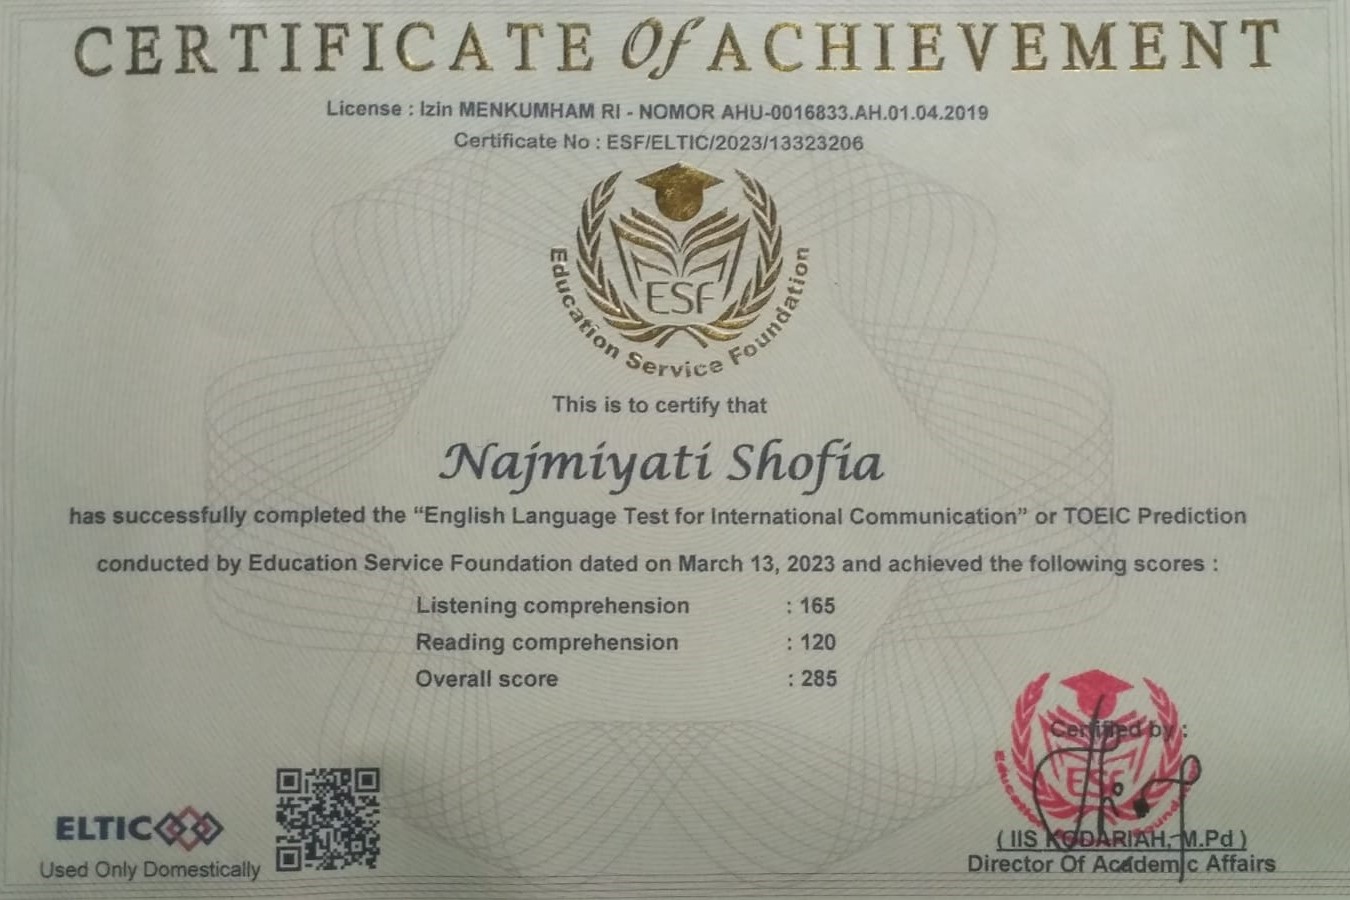 CERTIFICATE Of ACHIEVEMENT
License : Izin MENKUMHAM RI - NOMOR AHU-0016833.AH.01.04.2019
Certificate No : ESF/ELTIC/2023/13323206
ESF
Education Service Foundation
This is to certify that
Najmiyati Shofia
has successfully completed the “English Language Test for International Communication” or TOEIC Prediction
conducted by Education Service Foundation dated on March 13, 2023 and achieved the following scores :
Listening comprehension : 165
Reading comprehension : 120
Overall score : 285
Certified by :
ESF
Education
ELTIC
Used Only Domestically
( IIS KODARIAH, M.Pd )
Director Of Academic Affairs